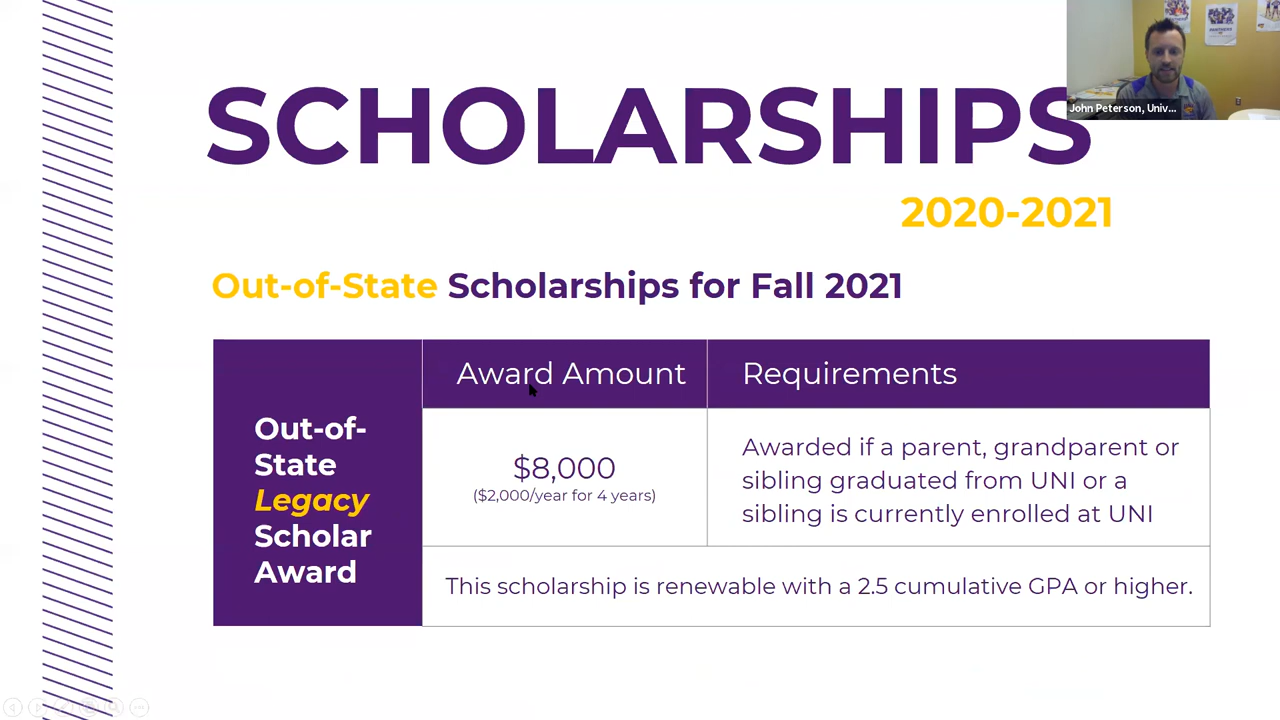 SCHOLARSHIPS
John Peterson, Univ...
2020-2021
Out-of-State Scholarships for Fall 2021
Award Amount
Requirements
Out-of-
State
Legacy
Scholar
Award
$8,000
($2,000/year for 4 years)
Awarded if a parent, grandparent or
sibling graduated from UNI or a
sibling is currently enrolled at UNI
This scholarship is renewable with a 2.5 cumulative GPA or higher.